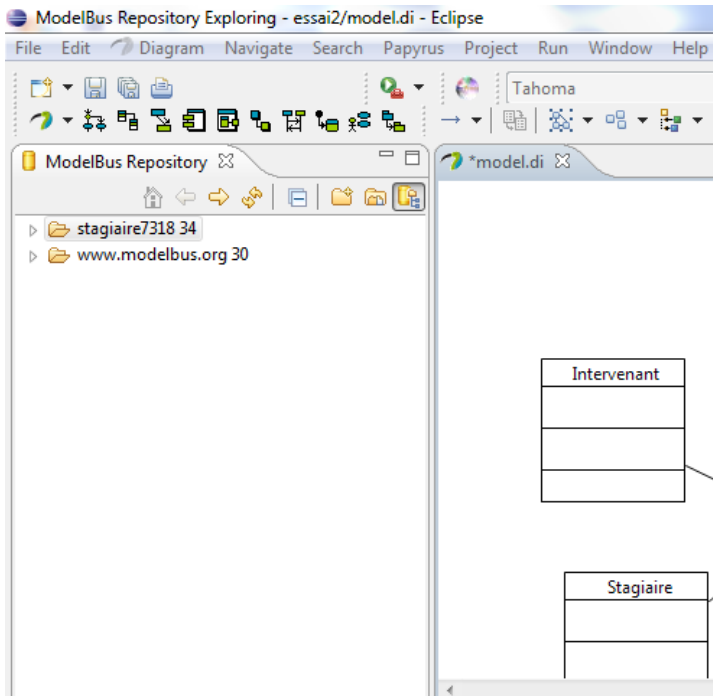 ModelBus Repository Exploring - essai2/model.di - Eclipse
File Edit Diagram Navigate Search Papyrus Project Run Window Help
Tahoma
ModelBus Repository
*model.di
stagiaire7318 34
www.modelbus.org 30
Intervenant
Stagiaire